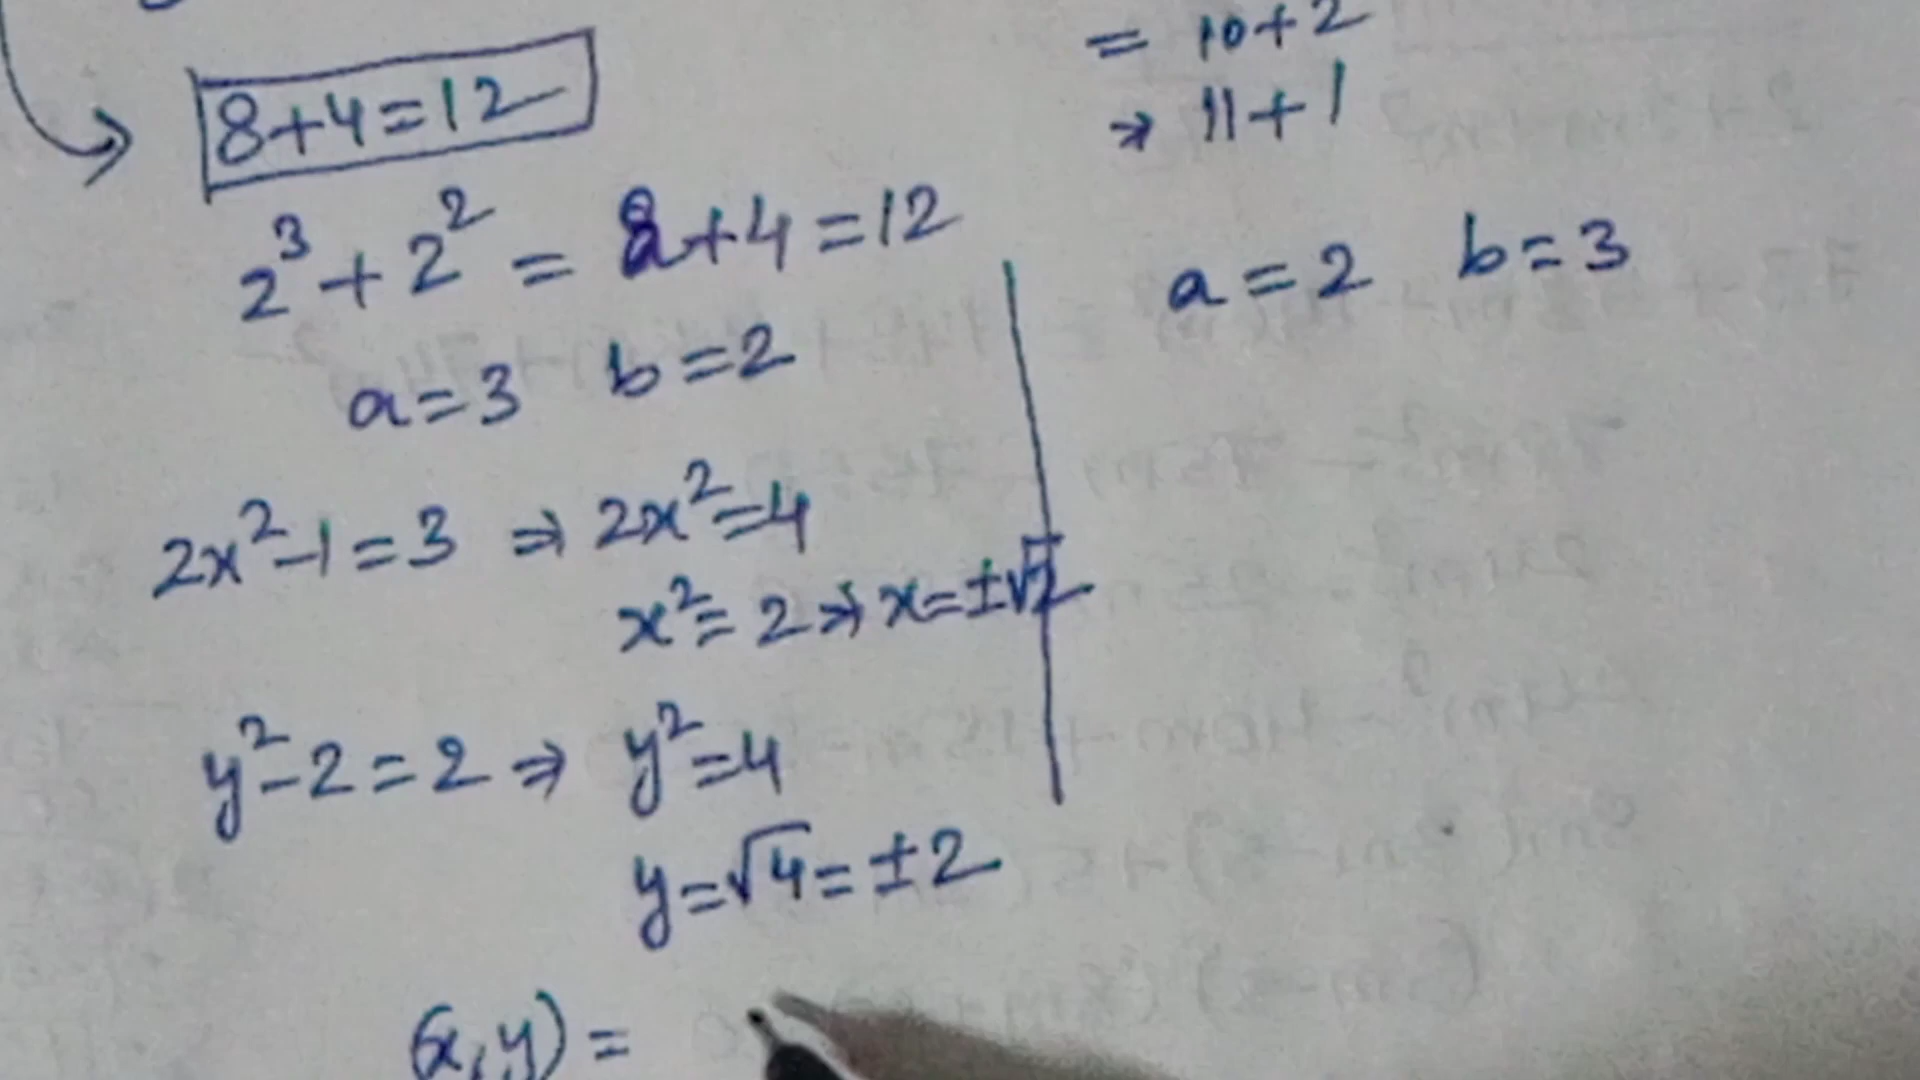 8+4=12
2³+2²=8+4=12
a=3 b=2
2x²-1=3 ⇒ 2x²=4
x²=2 ⇒ x=±√2
y²-2=2 ⇒ y²=4
y=√4=±2
(x,y)=
= 10+2
⇒ 11+1
a=2 b=3